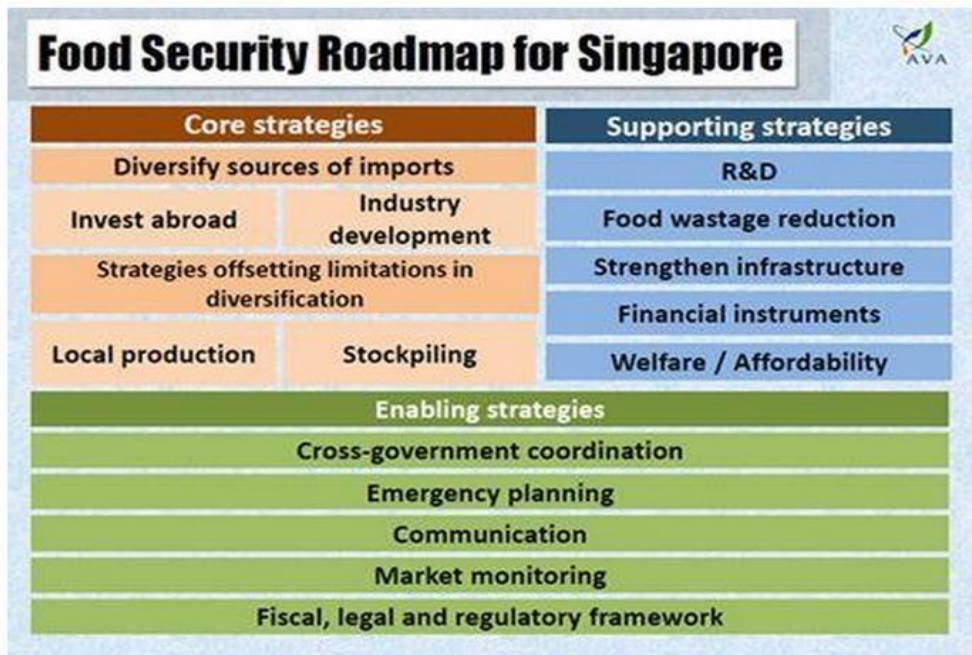 Food Security Roadmap for Singapore
AVA
Core strategies
Diversify sources of imports
Invest abroad
Industry
development
Strategies offsetting limitations in
diversification
Local production
Stockpiling
Supporting strategies
R&D
Food wastage reduction
Strengthen infrastructure
Financial instruments
Welfare / Affordability
Enabling strategies
Cross-government coordination
Emergency planning
Communication
Market monitoring
Fiscal, legal and regulatory framework